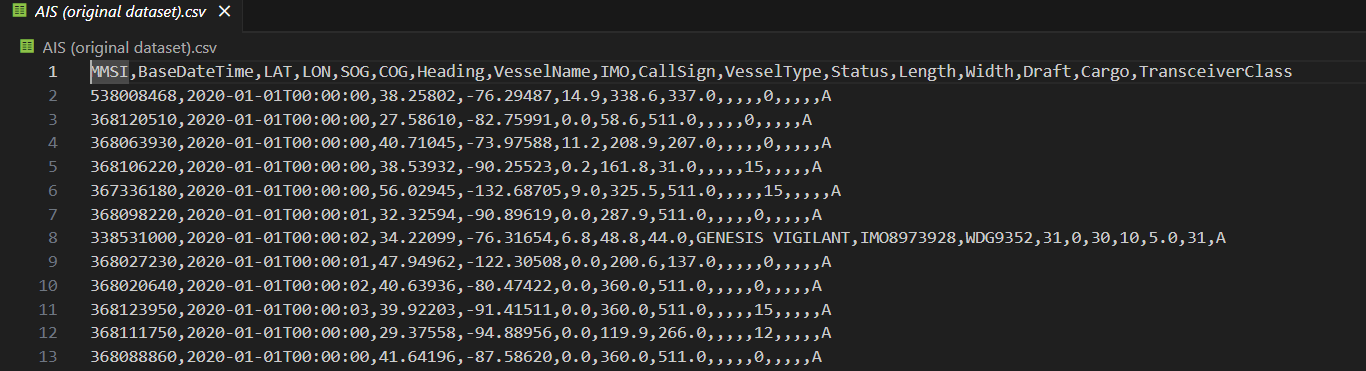 AIS (original dataset).csv
AIS (original dataset).csv
1 MMSI,BaseDateTime,LAT,LON,SOG,COG,Heading,VesselName,IMO,CallSign,VesselType,Status,Length,Width,Draft,Cargo,TransceiverClass
2 538008468,2020-01-01T00:00:00,38.25802,-76.29487,14.9,338.6,337.0,,,,,0,,,,,A
3 368120510,2020-01-01T00:00:00,27.58610,-82.75991,0.0,58.6,511.0,,,,,0,,,,,A
4 368063930,2020-01-01T00:00:00,40.71045,-73.97588,11.2,208.9,207.0,,,,,0,,,,,A
5 368106220,2020-01-01T00:00:00,38.53932,-90.25523,0.2,161.8,31.0,,,,,15,,,,,A
6 367336180,2020-01-01T00:00:00,56.02945,-132.68705,9.0,325.5,511.0,,,,,15,,,,,A
7 368098220,2020-01-01T00:00:01,32.32594,-90.89619,0.0,287.9,511.0,,,,,0,,,,,A
8 338531000,2020-01-01T00:00:02,34.22099,-76.31654,6.8,48.8,44.0,GENESIS VIGILANT,IMO8973928,WDG9352,31,0,30,10,5.0,31,A
9 368027230,2020-01-01T00:00:01,47.94962,-122.30508,0.0,200.6,137.0,,,,,0,,,,,A
10 368020640,2020-01-01T00:00:02,40.63936,-80.47422,0.0,360.0,511.0,,,,,0,,,,,A
11 368123950,2020-01-01T00:00:03,39.92203,-91.41511,0.0,360.0,511.0,,,,,15,,,,,A
12 368111750,2020-01-01T00:00:00,29.37558,-94.88956,0.0,119.9,266.0,,,,,12,,,,,A
13 368088860,2020-01-01T00:00:00,41.64196,-87.58620,0.0,360.0,511.0,,,,,0,,,,,A